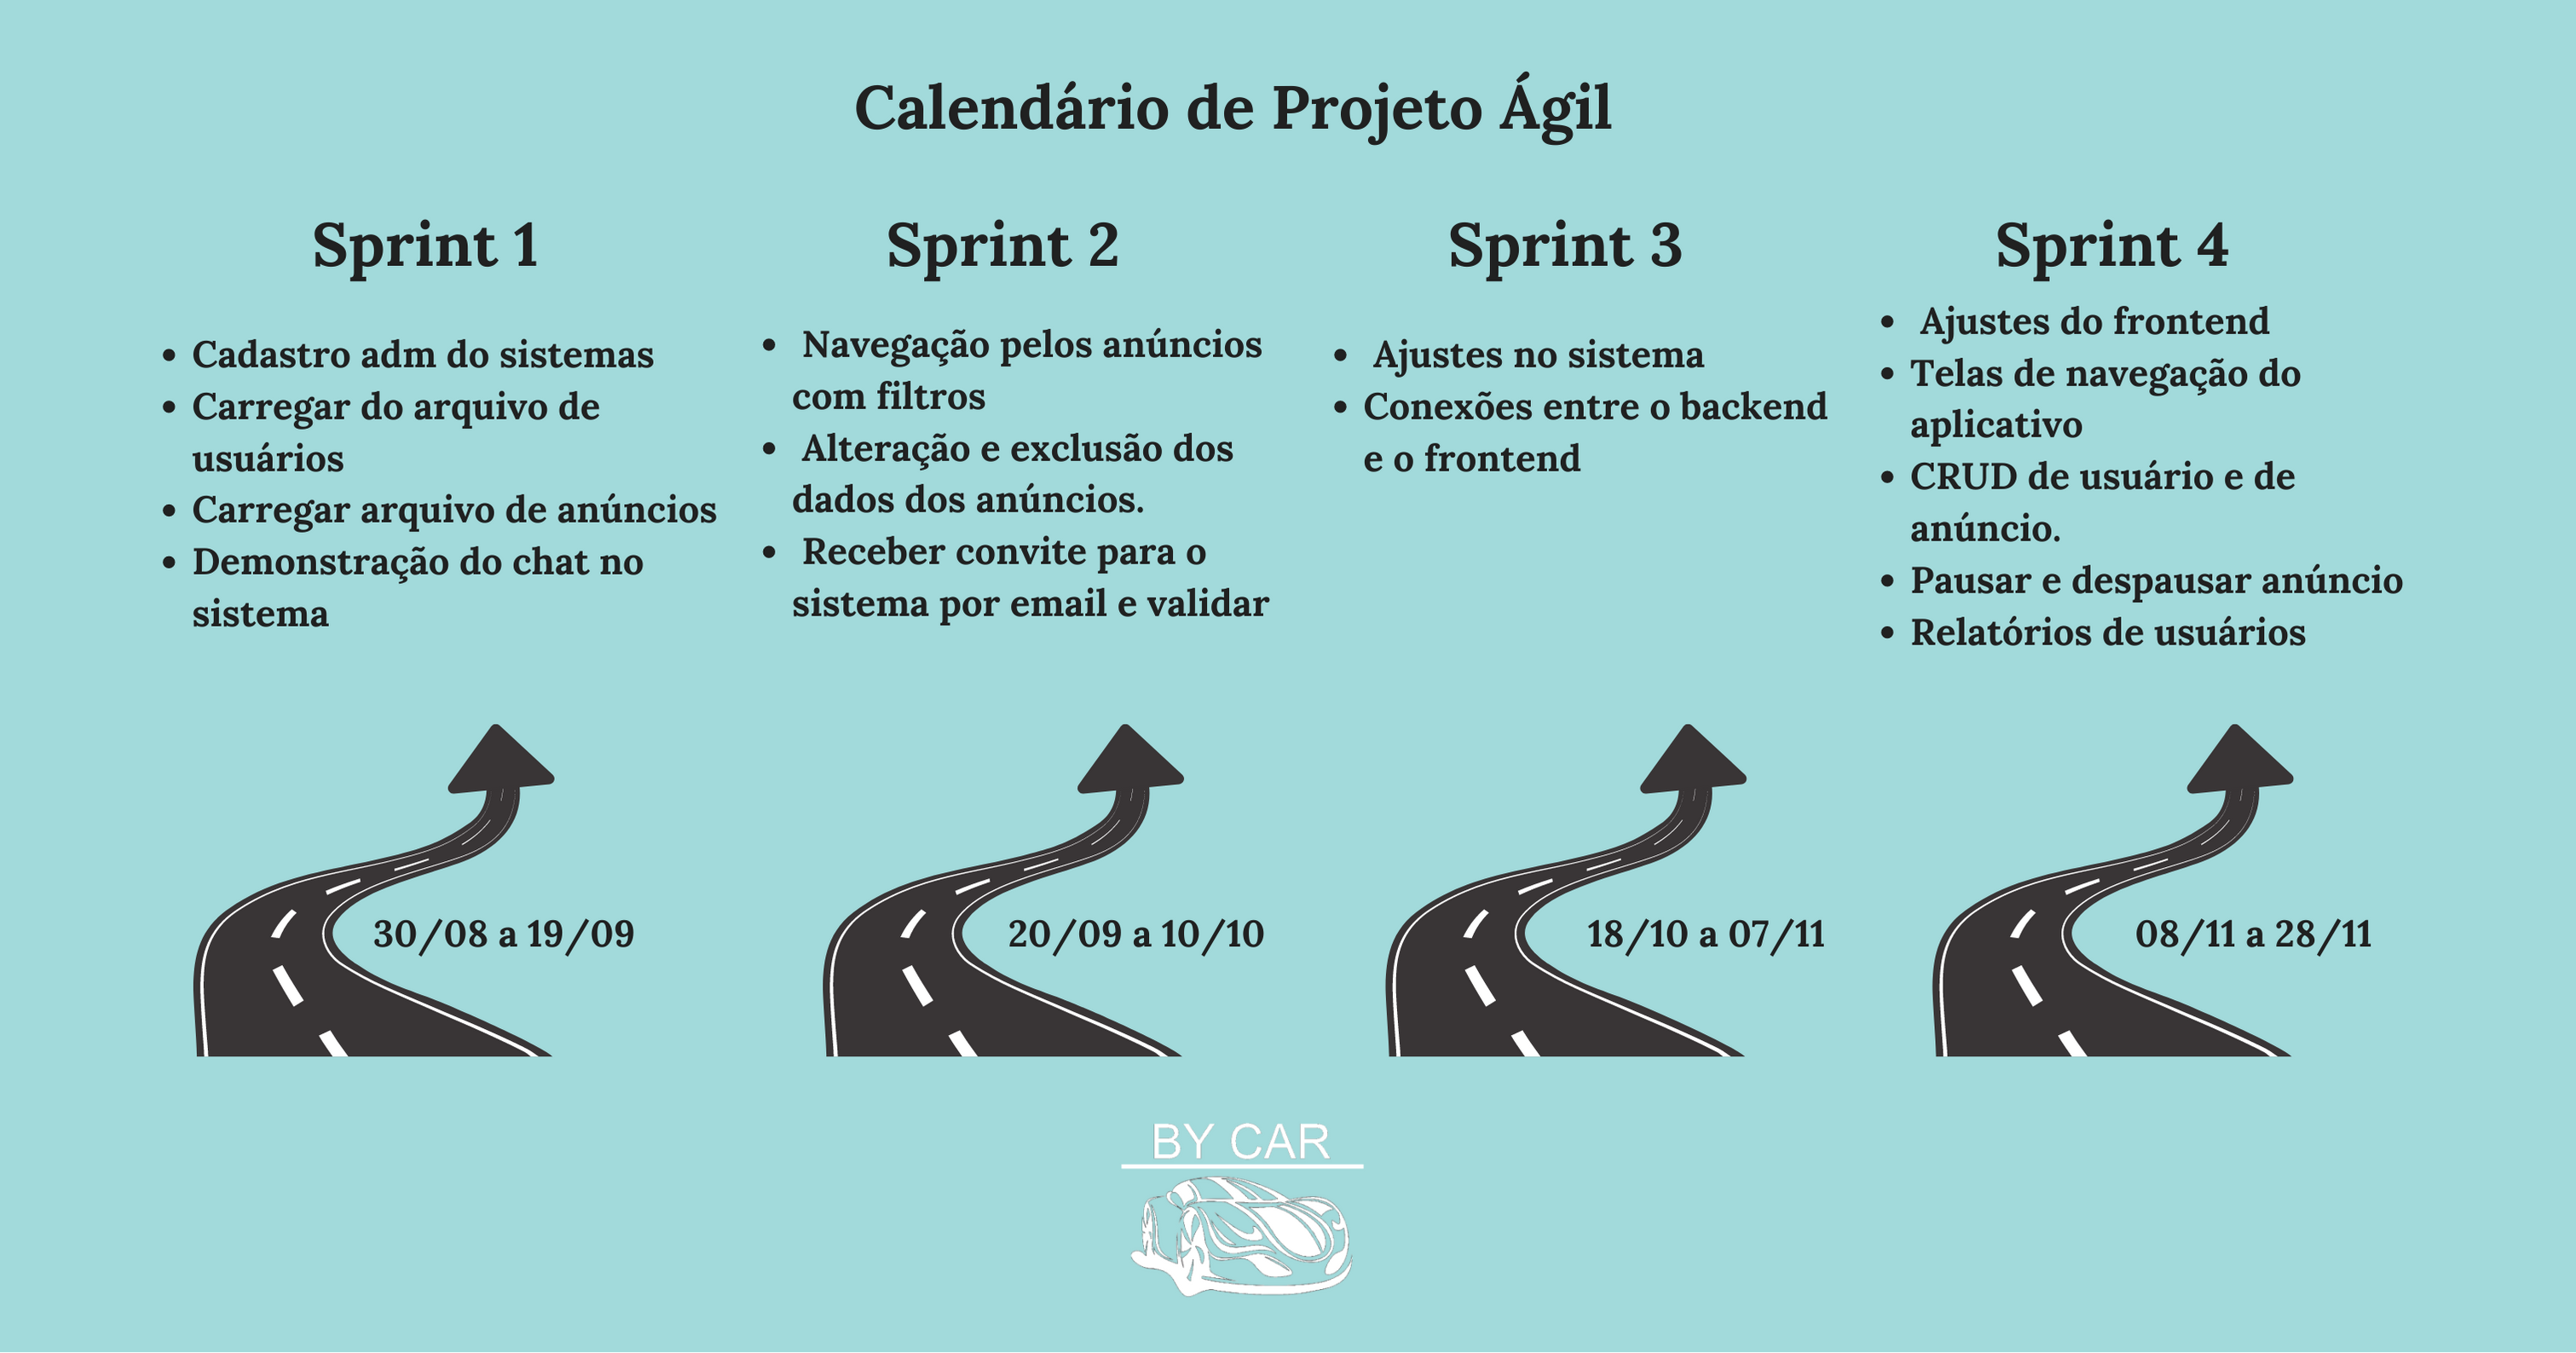 Calendário de Projeto Ágil
Sprint 1
• Cadastro adm do sistemas
• Carregar do arquivo de
usuários
• Carregar arquivo de anúncios
• Demonstração do chat no
sistema
30/08 a 19/09
Sprint 2
• Navegação pelos anúncios
com filtros
• Alteração e exclusão dos
dados dos anúncios.
• Receber convite para o
sistema por email e validar
20/09 a 10/10
Sprint 3
• Ajustes no sistema
• Conexões entre o backend
e o frontend
18/10 a 07/11
Sprint 4
• Ajustes do frontend
• Telas de navegação do
aplicativo
• CRUD de usuário e de
anúncio.
• Pausar e despausar anúncio
• Relatórios de usuários
08/11 a 28/11
BY CAR